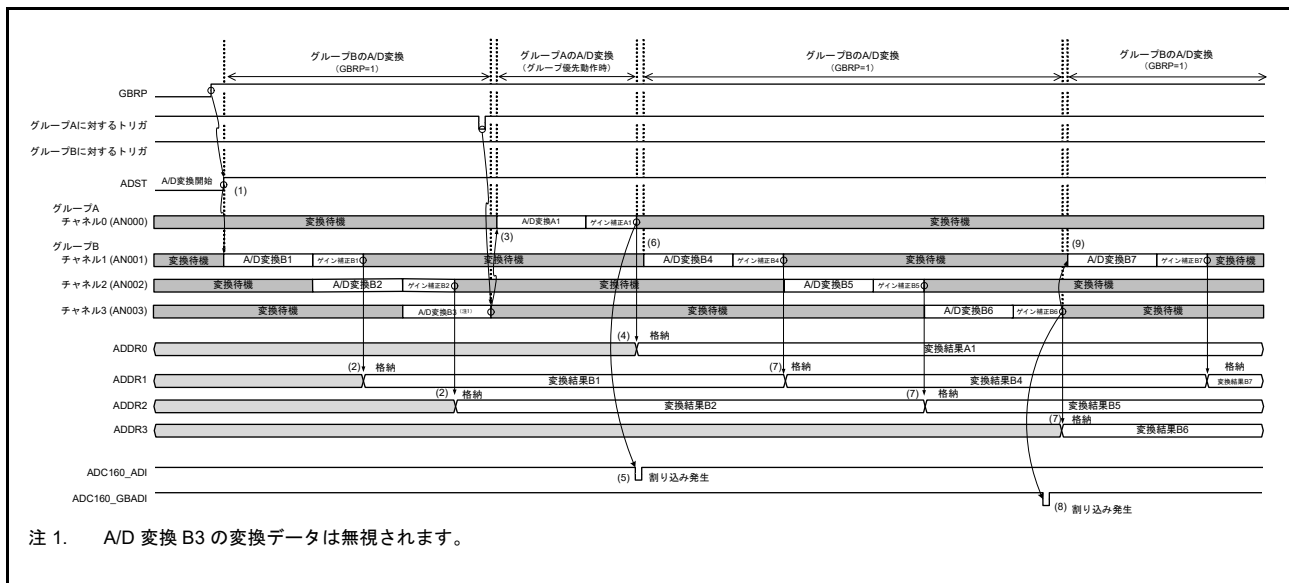 グループBのA/D変換
(GBRP=1)
グループAのA/D変換
(グループ優先動作時)
グループBのA/D変換
(GBRP=1)
グループBのA/D変換
(GBRP=1)
GBRP
グループAに対するトリガ
グループBに対するトリガ
ADST
A/D変換開始
(1)
グループA
チャネル0 (AN000)
変換待機
A/D変換A1
ゲイン補正A1
変換待機
(3)
(6)
(9)
グループB
チャネル1 (AN001)
変換待機
A/D変換B1
ゲイン補正B1
変換待機
A/D変換B4
ゲイン補正B4
変換待機
A/D変換B7
ゲイン補正B7
変換待機
チャネル2 (AN002)
変換待機
A/D変換B2
ゲイン補正B2
変換待機
A/D変換B5
ゲイン補正B5
変換待機
チャネル3 (AN003)
変換待機
A/D変換B3 (注1)
変換待機
A/D変換B6
ゲイン補正B6
変換待機
(4) 格納
ADDR0
変換結果A1
(2) 格納
(7) 格納
格納
ADDR1
変換結果B1
変換結果B4
変換結果B7
(2) 格納
(7) 格納
ADDR2
変換結果B2
変換結果B5
(7) 格納
ADDR3
変換結果B6
ADC160_ADI
(5) 割り込み発生
ADC160_GBADI
(8) 割り込み発生
注 1. A/D 変換 B3 の変換データは無視されます。